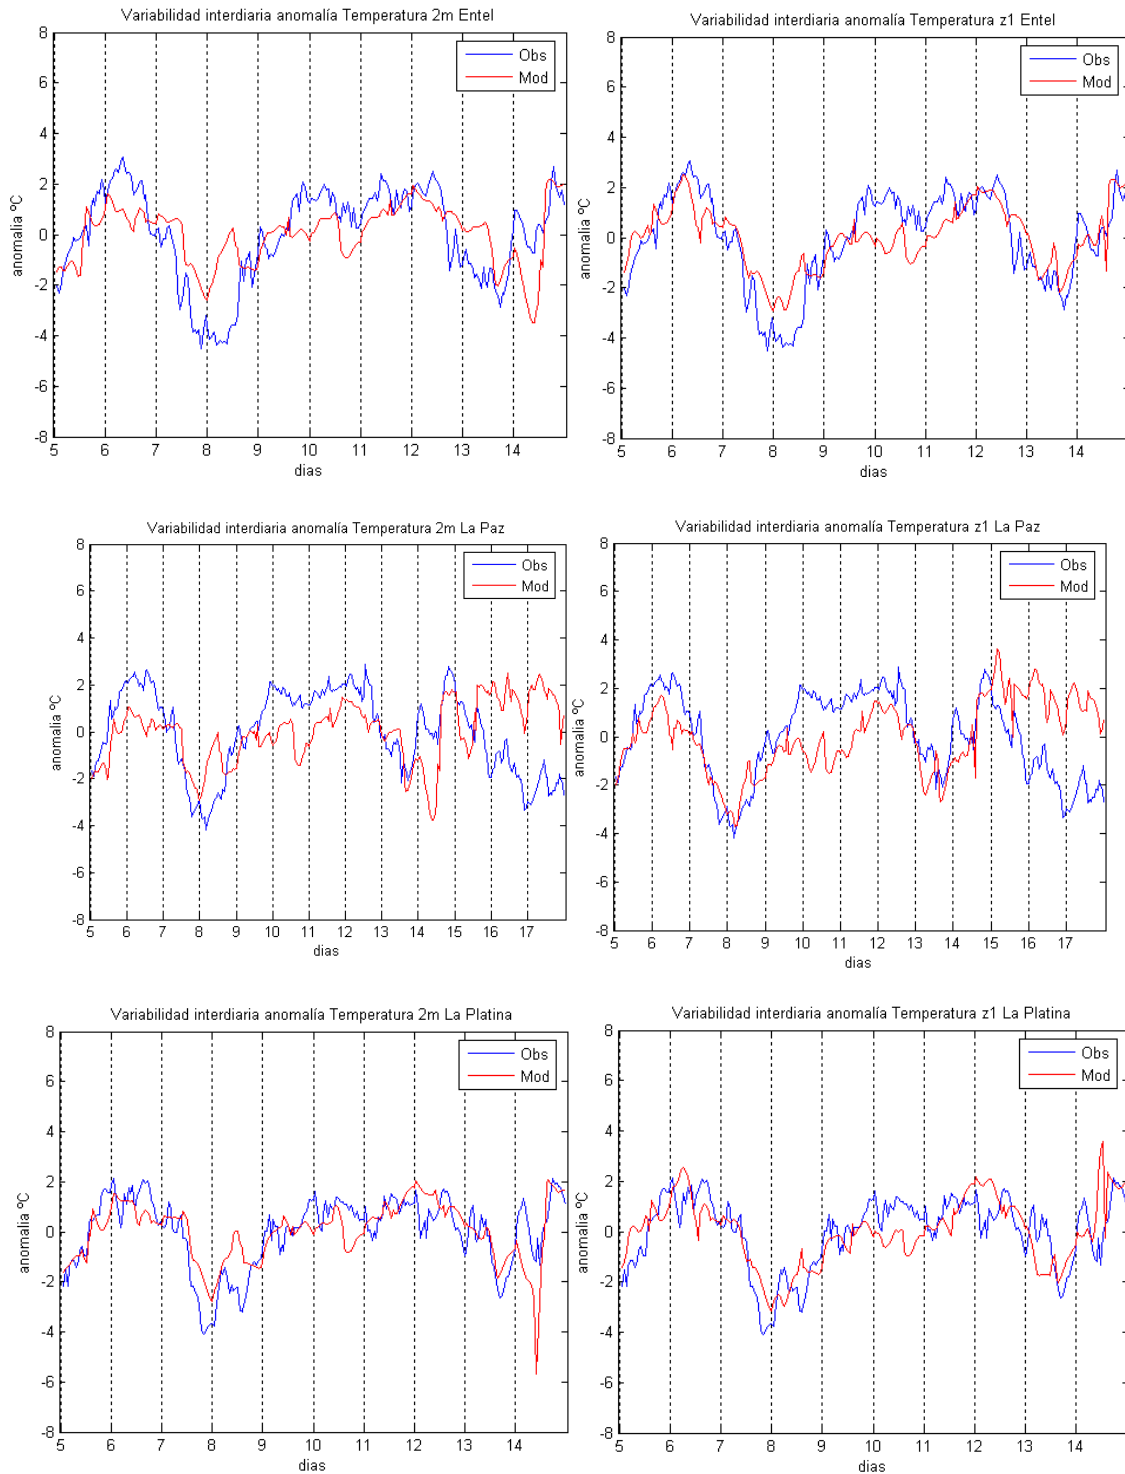 Variabilidad interdiaria anomalía Temperatura 2m Entel
8
6
4
2
0
-2
-4
-6
-8
anomalia ºC
Obs
Mod
5 6 7 8 9 10 11 12 13 14
dias
Variabilidad interdiaria anomalía Temperatura z1 Entel
8
6
4
2
0
-2
-4
-6
-8
anomalia ºC
Obs
Mod
5 6 7 8 9 10 11 12 13 14
dias
Variabilidad interdiaria anomalía Temperatura 2m La Paz
8
6
4
2
0
-2
-4
-6
-8
anomalia ºC
Obs
Mod
5 6 7 8 9 10 11 12 13 14 15 16 17
dias
Variabilidad interdiaria anomalía Temperatura z1 La Paz
8
6
4
2
0
-2
-4
-6
-8
anomalia ºC
Obs
Mod
5 6 7 8 9 10 11 12 13 14 15 16 17
dias
Variabilidad interdiaria anomalía Temperatura 2m La Platina
8
6
4
2
0
-2
-4
-6
-8
anomalia ºC
Obs
Mod
5 6 7 8 9 10 11 12 13 14
dias
Variabilidad interdiaria anomalía Temperatura z1 La Platina
8
6
4
2
0
-2
-4
-6
-8
anomalia ºC
Obs
Mod
5 6 7 8 9 10 11 12 13 14
dias